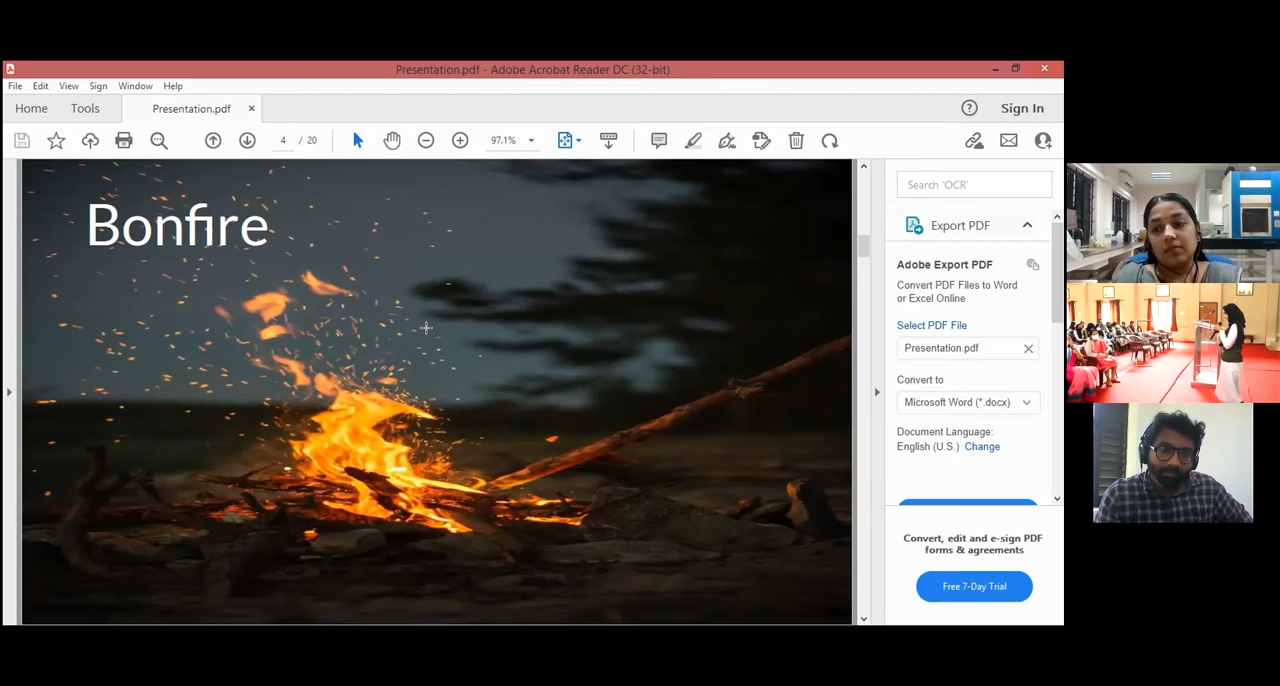 Presentation.pdf - Adobe Acrobat Reader DC (32-bit)
File Edit View Sign Window Help
Home Tools Presentation.pdf × Sign In
4 / 20 97.1%
Bonfire
Search 'OCR'
Export PDF
Adobe Export PDF
Convert PDF Files to Word
or Excel Online
Select PDF File
Presentation.pdf
Convert to
Microsoft Word (*.docx)
Document Language:
English (U.S.) Change
Convert, edit and e-sign PDF
forms & agreements
Free 7-Day Trial